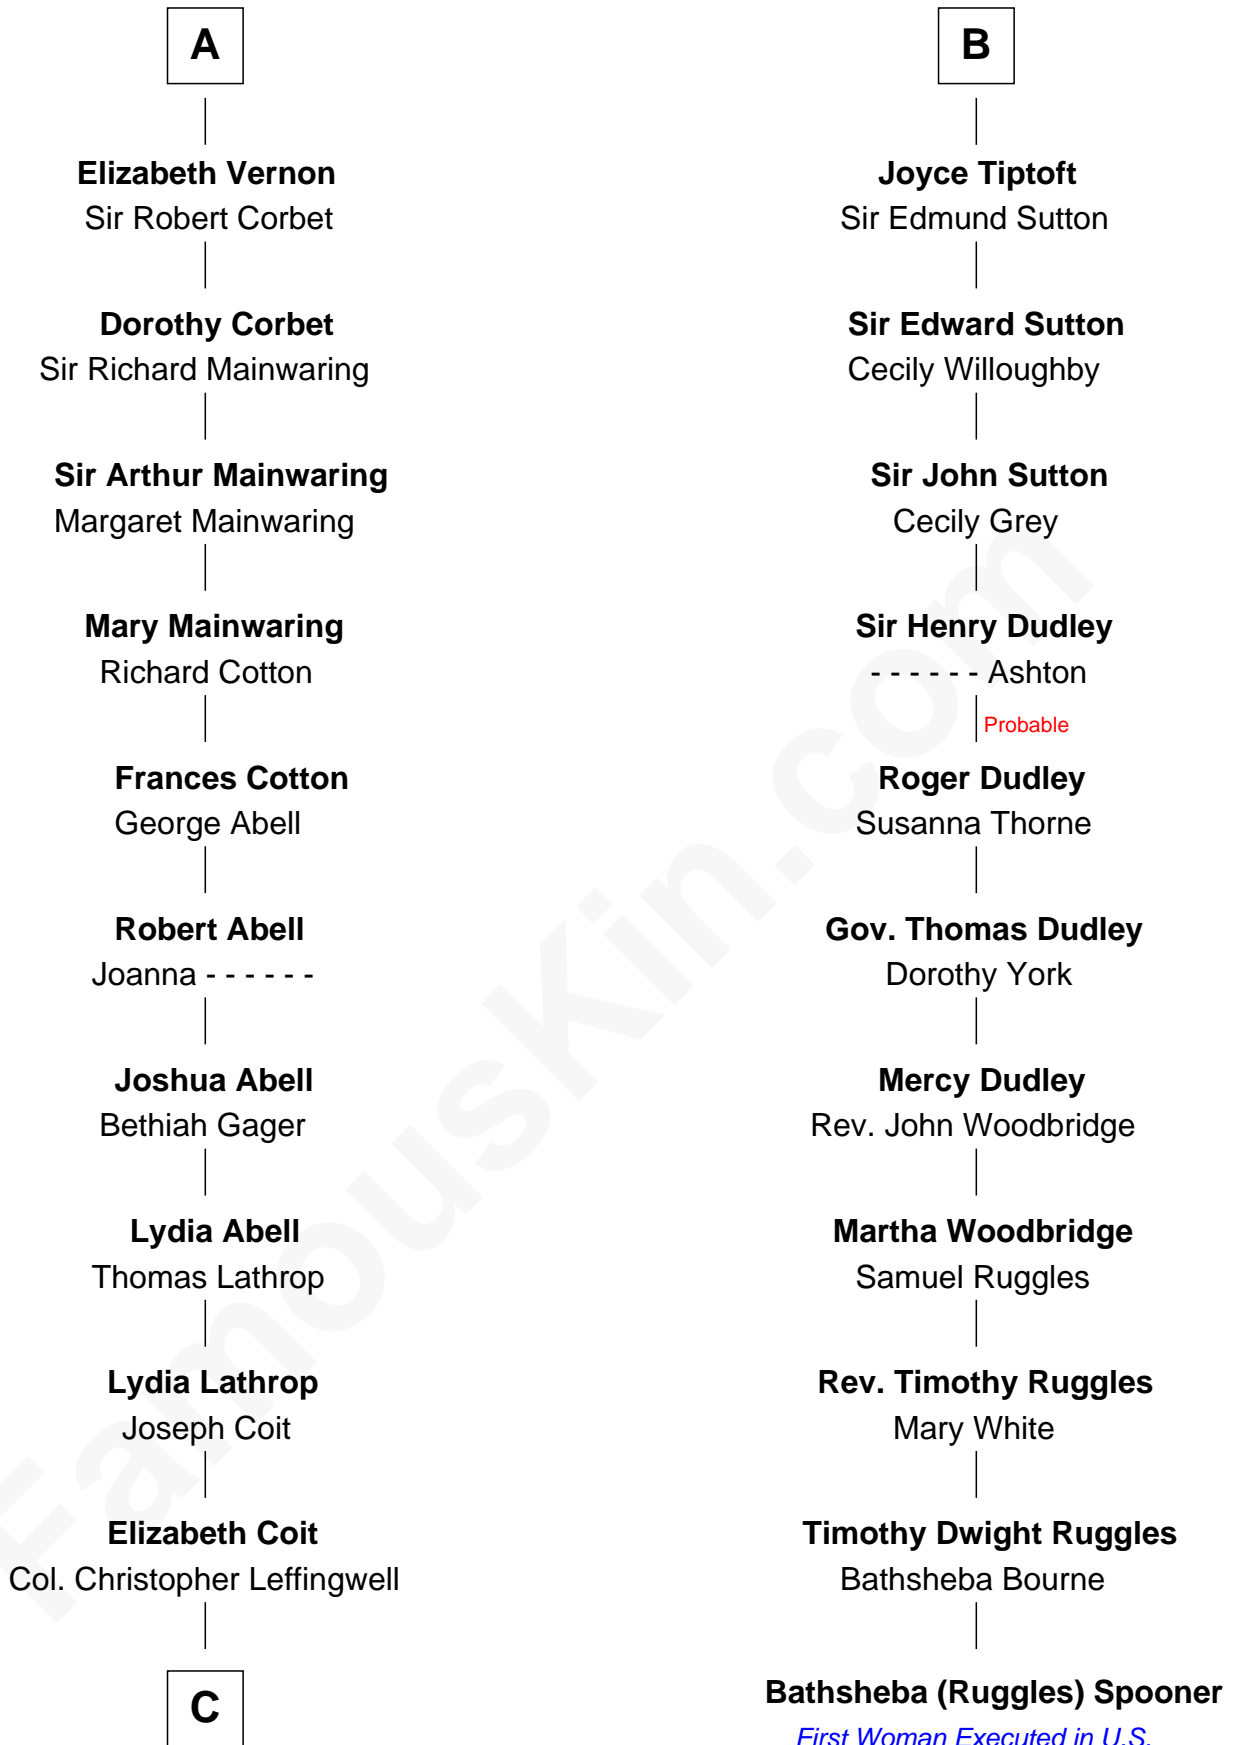 A
Elizabeth Vernon
Sir Robert Corbet
Dorothy Corbet
Sir Richard Mainwaring
Sir Arthur Mainwaring
Margaret Mainwaring
Mary Mainwaring
Richard Cotton
Frances Cotton
George Abell
Robert Abell
Joanna - - - - - -
Joshua Abell
Bethiah Gager
Lydia Abell
Thomas Lathrop
Lydia Lathrop
Joseph Coit
Elizabeth Coit
Col. Christopher Leffingwell
C
B
Joyce Tiptoft
Sir Edmund Sutton
Sir Edward Sutton
Cecily Willoughby
Sir John Sutton
Cecily Grey
Sir Henry Dudley
- - - - - - Ashton
Probable
Roger Dudley
Susanna Thorne
Gov. Thomas Dudley
Dorothy York
Mercy Dudley
Rev. John Woodbridge
Martha Woodbridge
Samuel Ruggles
Rev. Timothy Ruggles
Mary White
Timothy Dwight Ruggles
Bathsheba Bourne
Bathsheba (Ruggles) Spooner
First Woman Executed in U.S.
FamousKin.com